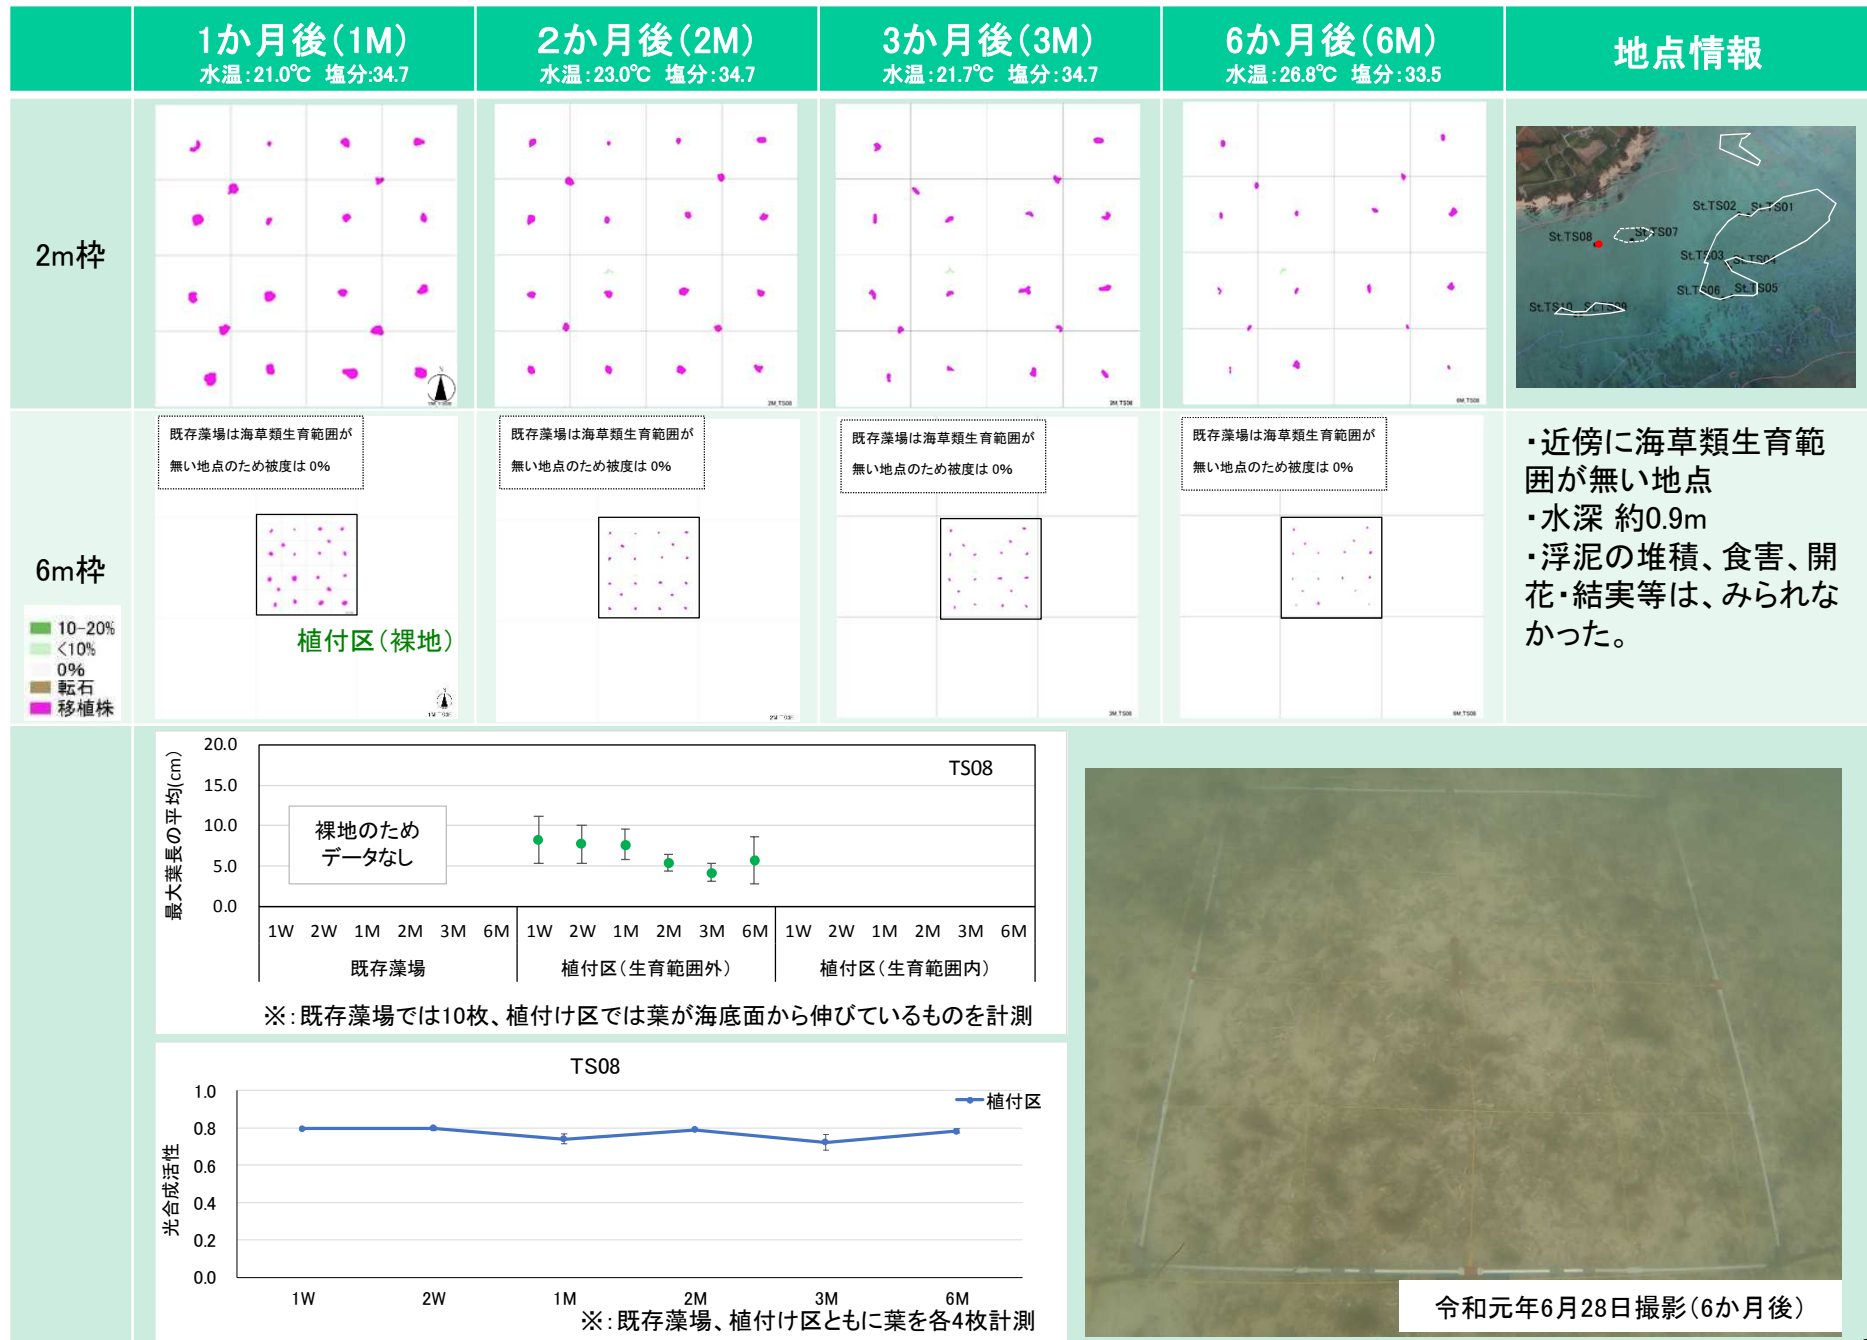 1か月後(1M)
水温:21.0℃ 塩分:34.7
2か月後(2M)
水温:23.0℃ 塩分:34.7
3か月後(3M)
水温:21.7℃ 塩分:34.7
6か月後(6M)
水温:26.8℃ 塩分:33.5
地点情報
2m枠
N
2M_TS08
3M_TS08
6M_TS08
St.TS02
St.TS01
St.TS08
St.TS07
St.TS03
St.TS04
St.TS06
St.TS05
St.TS10
St.TS09
6m枠
既存藻場は海草類生育範囲が
無い地点のため被度は 0%
植付区(裸地)
既存藻場は海草類生育範囲が
無い地点のため被度は 0%
既存藻場は海草類生育範囲が
無い地点のため被度は 0%
3M_TS08
既存藻場は海草類生育範囲が
無い地点のため被度は 0%
6M_TS08
10-20%
<10%
0%
転石
移植株
・近傍に海草類生育範
囲が無い地点
・水深 約0.9m
・浮泥の堆積、食害、開
花・結実等は、みられな
かった。
TS08
最大葉長の平均(cm)
20.0
15.0
10.0
5.0
0.0
裸地のため
データなし
1W 2W 1M 2M 3M 6M 1W 2W 1M 2M 3M 6M 1W 2W 1M 2M 3M 6M
既存藻場 植付区(生育範囲外) 植付区(生育範囲内)
※:既存藻場では10枚、植付け区では葉が海底面から伸びているものを計測
TS08
植付区
光合成活性
1.0
0.8
0.6
0.4
0.2
0.0
1W 2W 1M 2M 3M 6M
※:既存藻場、植付け区ともに葉を各4枚計測
令和元年6月28日撮影(6か月後)